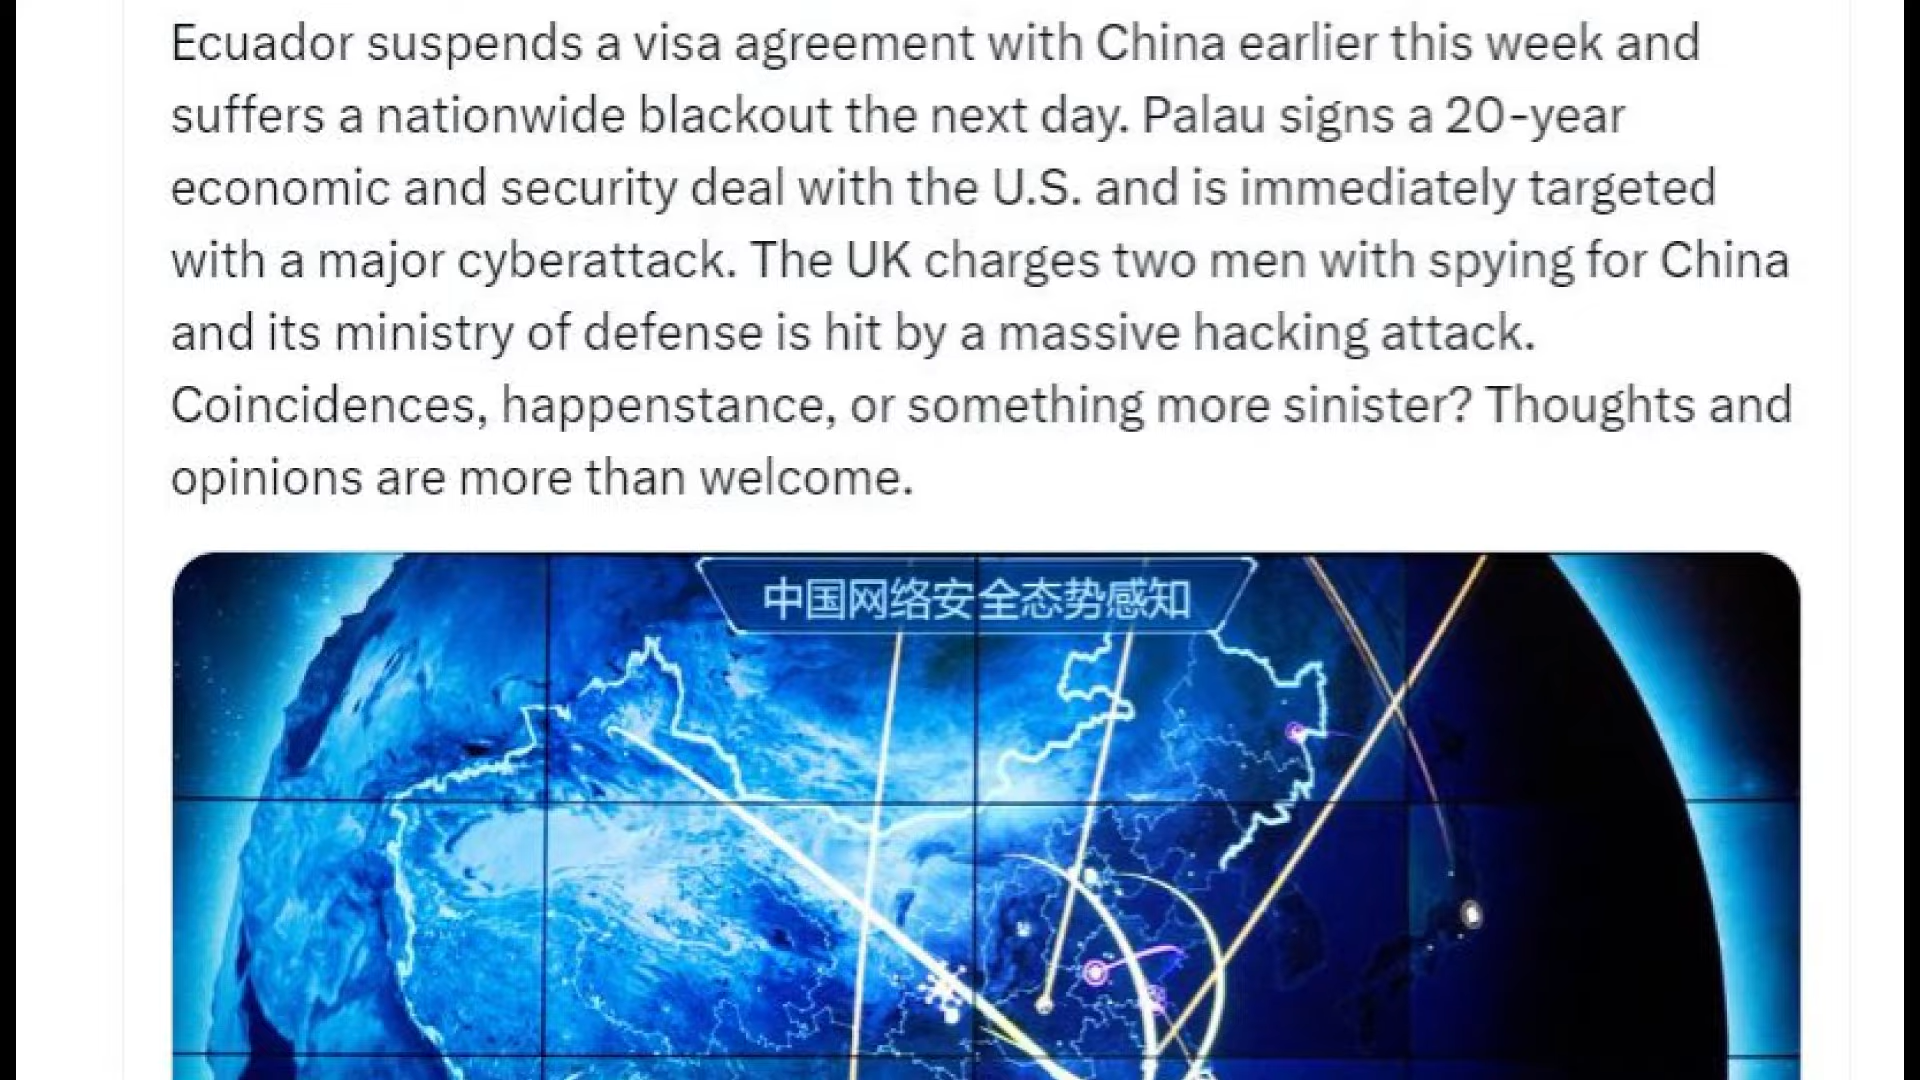 Ecuador suspends a visa agreement with China earlier this week and
suffers a nationwide blackout the next day. Palau signs a 20-year
economic and security deal with the U.S. and is immediately targeted
with a major cyberattack. The UK charges two men with spying for China
and its ministry of defense is hit by a massive hacking attack.
Coincidences, happenstance, or something more sinister? Thoughts and
opinions are more than welcome.
中国网络安全态势感知